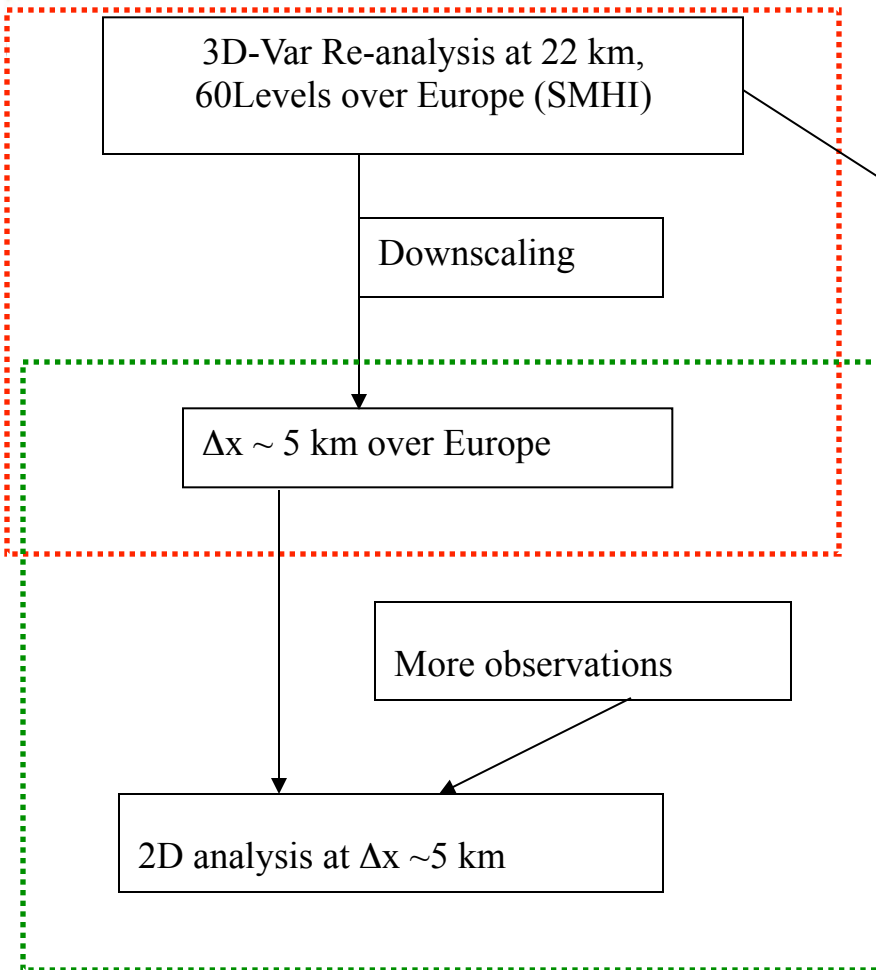 3D-Var Re-analysis at 22 km,
60Levels over Europe (SMHI)
Downscaling
Δx ~ 5 km over Europe
More observations
2D analysis at Δx ~5 km